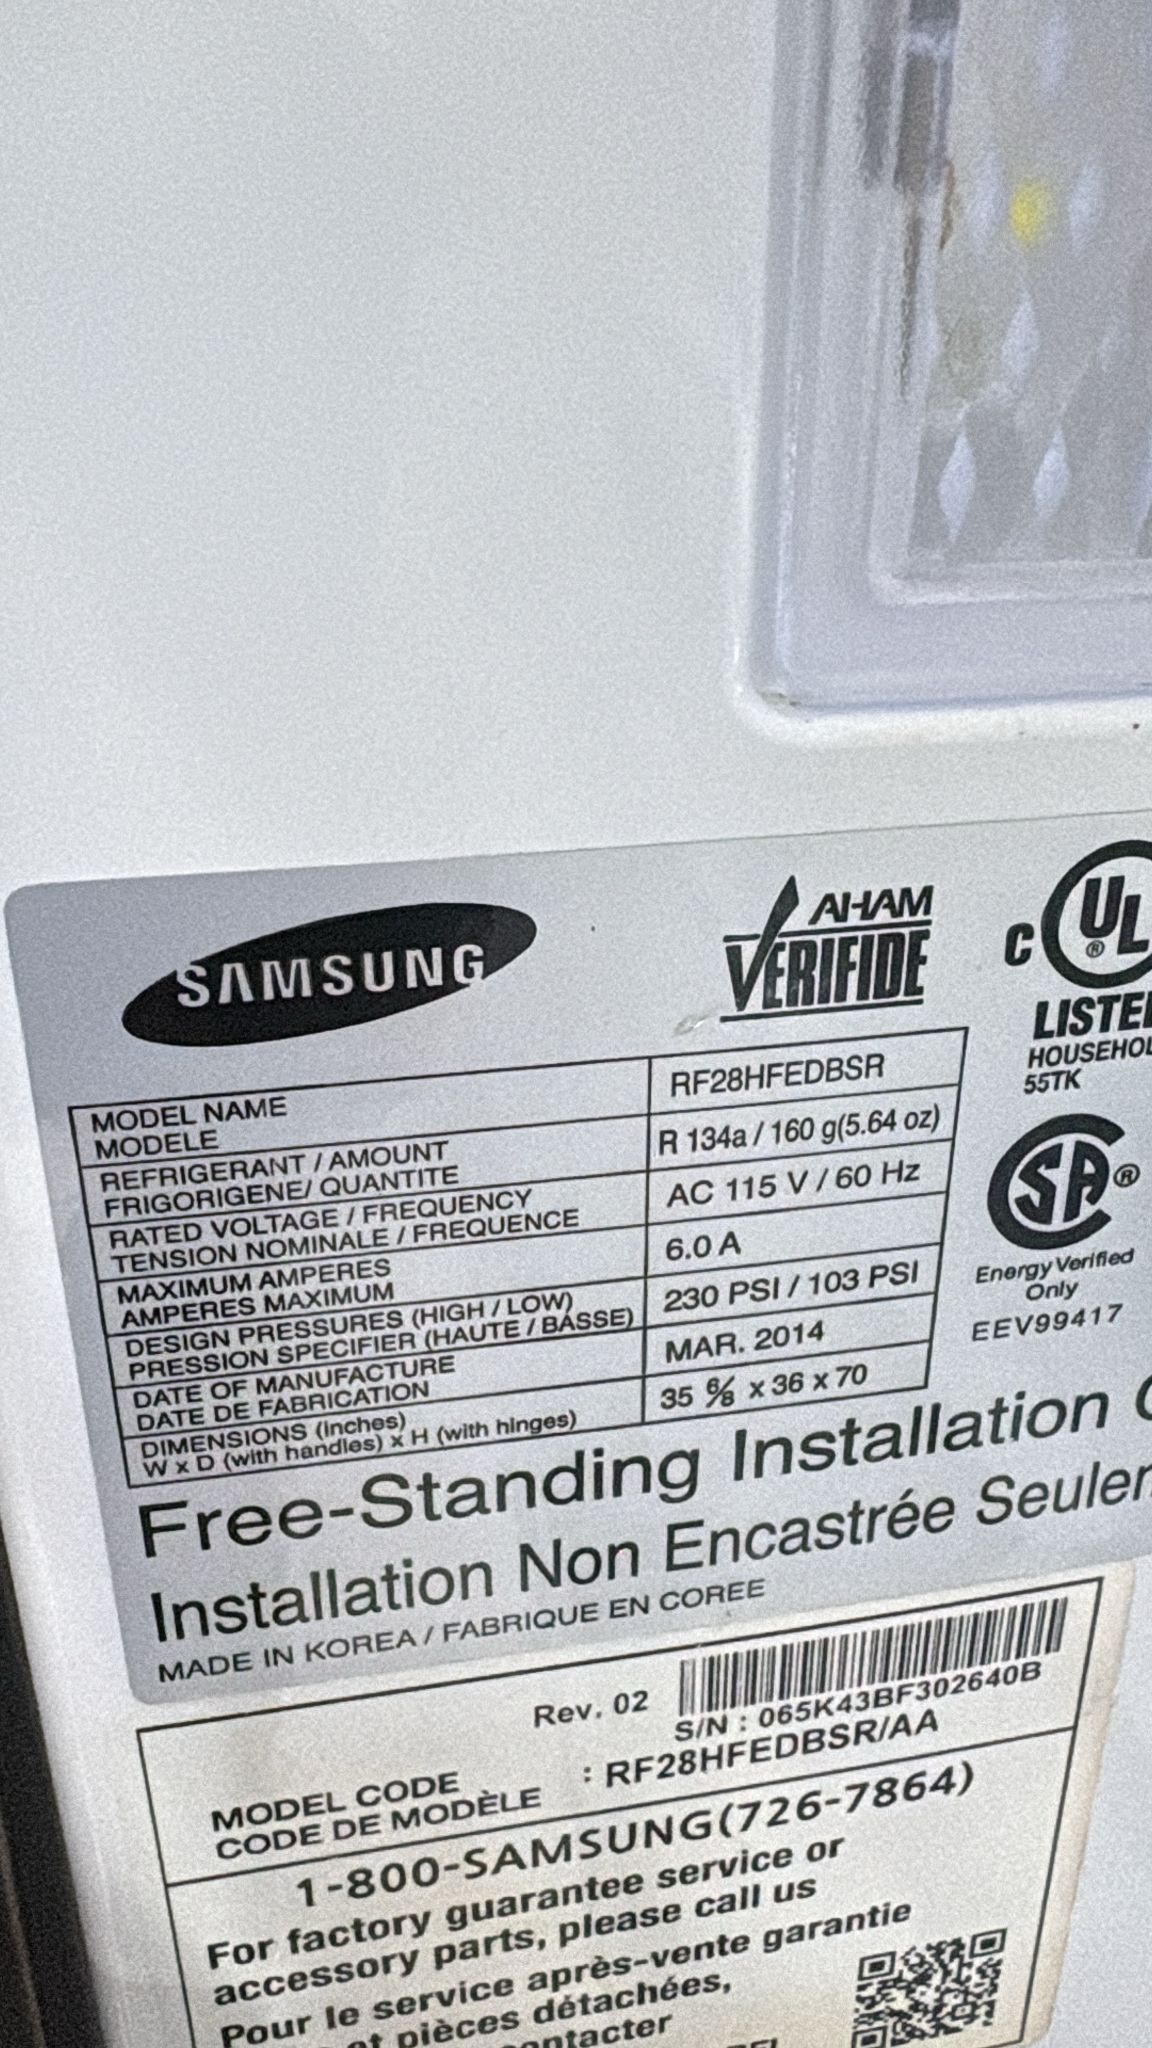 SAMSUNG
AHAM
VERIFIDE
C UL
®
LISTE
HOUSEHOL
55TK
MODEL NAME
MODELE
RF28HFEDBSR
REFRIGERANT / AMOUNT
FRIGORIGENE/ QUANTITE
R 134a / 160 g(5.64 oz)
RATED VOLTAGE / FREQUENCY
TENSION NOMINALE / FREQUENCE
AC 115 V / 60 Hz
MAXIMUM AMPERES
AMPERES MAXIMUM
6.0 A
DESIGN PRESSURES (HIGH / LOW)
PRESSION SPECIFIER (HAUTE / BASSE)
230 PSI / 103 PSI
DATE OF MANUFACTURE
DATE DE FABRICATION
MAR. 2014
DIMENSIONS (inches)
W x D (with handles) x H (with hinges)
35 6/8 x 36 x 70
SA®
Energy Verified
Only
EEV99417
Free-Standing Installation
Installation Non Encastrée Seulem
MADE IN KOREA / FABRIQUE EN COREE
Rev. 02
S/N : 065K43BF302640B
MODEL CODE
CODE DE MODÈLE
: RF28HFEDBSR/AA
1-800-SAMSUNG(726-7864)
For factory guarantee service or
accessory parts, please call us
Pour le service après-vente garantie
et pièces détachées,
contacter